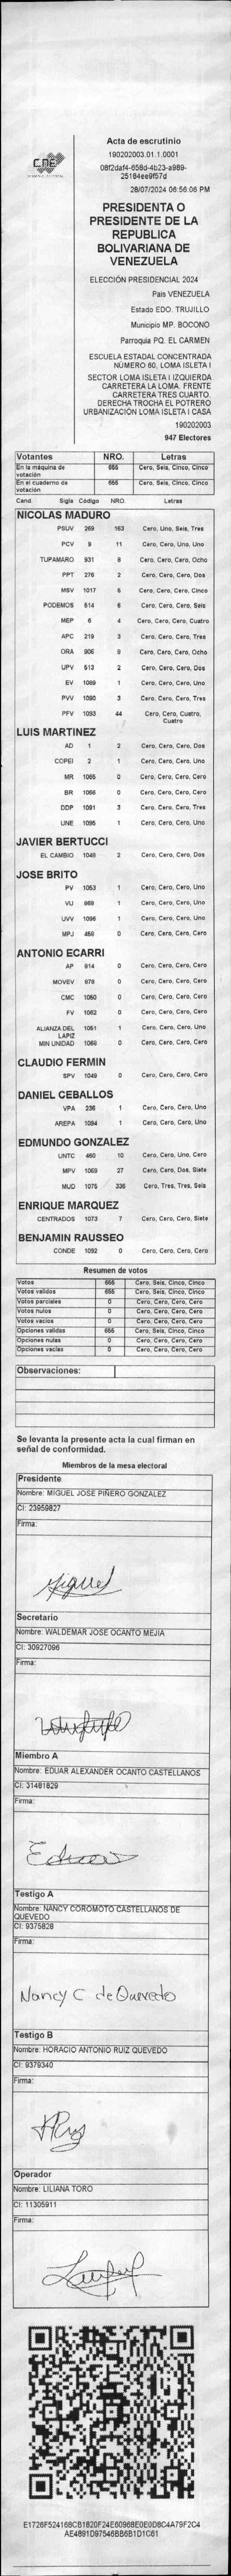 CNE
Acta de escrutinio
190202003.01.1.0001
08f2daf4-658d-4b23-a989-
25184ee9f57d
28/07/2024 06:56:06 PM
PRESIDENTA O
PRESIDENTE DE LA
REPUBLICA
BOLIVARIANA DE
VENEZUELA
ELECCIÓN PRESIDENCIAL 2024
Pais VENEZUELA
Estado EDO. TRUJILLO
Municipio MP. BOCONO
Parroquia PQ. EL CARMEN
ESCUELA ESTADAL CONCENTRADA
NÚMERO 60, LOMA ISLETA I
SECTOR LOMA ISLETA I IZQUIERDA
CARRETERA LA LOMA. FRENTE
CARRETERA TRES CUARTO.
DERECHA TROCHA EL POTRERO
URBANIZACIÓN LOMA ISLETA I CASA
190202003
947 Electores
Votantes NRO. Letras
En la máquina de votación 655 Cero, Seis, Cinco, Cinco
En el cuaderno de votación 655 Cero, Seis, Cinco, Cinco
Cand. Sigla Código NRO. Letras
NICOLAS MADURO
PSUV 269 163 Cero, Uno, Seis, Tres
PCV 9 11 Cero, Cero, Uno, Uno
TUPAMARO 931 8 Cero, Cero, Cero, Ocho
PPT 276 2 Cero, Cero, Cero, Dos
MSV 1017 5 Cero, Cero, Cero, Cinco
PODEMOS 514 6 Cero, Cero, Cero, Seis
MEP 6 4 Cero, Cero, Cero, Cuatro
APC 219 3 Cero, Cero, Cero, Tres
ORA 906 8 Cero, Cero, Cero, Ocho
UPV 513 2 Cero, Cero, Cero, Dos
EV 1089 1 Cero, Cero, Cero, Uno
PVV 1090 3 Cero, Cero, Cero, Tres
PFV 1093 44 Cero, Cero, Cuatro,
Cuatro
LUIS MARTINEZ
AD 1 2 Cero, Cero, Cero, Dos
COPEI 2 1 Cero, Cero, Cero, Uno
MR 1065 0 Cero, Cero, Cero, Cero
BR 1066 0 Cero, Cero, Cero, Cero
DDP 1091 3 Cero, Cero, Cero, Tres
UNE 1095 1 Cero, Cero, Cero, Uno
JAVIER BERTUCCI
EL CAMBIO 1048 2 Cero, Cero, Cero, Dos
JOSE BRITO
PV 1053 1 Cero, Cero, Cero, Uno
VU 868 1 Cero, Cero, Cero, Uno
UVV 1096 1 Cero, Cero, Cero, Uno
MPJ 458 0 Cero, Cero, Cero, Cero
ANTONIO ECARRI
AP 914 0 Cero, Cero, Cero, Cero
MOVEV 978 0 Cero, Cero, Cero, Cero
CMC 1050 0 Cero, Cero, Cero, Cero
FV 1062 0 Cero, Cero, Cero, Cero
ALIANZA DEL LAPIZ 1051 1 Cero, Cero, Cero, Uno
MIN UNIDAD 1068 0 Cero, Cero, Cero, Cero
CLAUDIO FERMIN
SPV 1049 0 Cero, Cero, Cero, Cero
DANIEL CEBALLOS
VPA 236 1 Cero, Cero, Cero, Uno
AREPA 1094 1 Cero, Cero, Cero, Uno
EDMUNDO GONZALEZ
UNTC 460 10 Cero, Cero, Uno, Cero
MPV 1069 27 Cero, Cero, Dos, Siete
MUD 1075 336 Cero, Tres, Tres, Seis
ENRIQUE MARQUEZ
CENTRADOS 1073 7 Cero, Cero, Cero, Siete
BENJAMIN RAUSSEO
CONDE 1092 0 Cero, Cero, Cero, Cero
Resumen de votos
Votos 655 Cero, Seis, Cinco, Cinco
Votos validos 655 Cero, Seis, Cinco, Cinco
Votos parciales 0 Cero, Cero, Cero, Cero
Votos nulos 0 Cero, Cero, Cero, Cero
Votos vacios 0 Cero, Cero, Cero, Cero
Opciones validas 655 Cero, Seis, Cinco, Cinco
Opciones nulas 0 Cero, Cero, Cero, Cero
Opciones vacias 0 Cero, Cero, Cero, Cero
Observaciones:
Se levanta la presente acta la cual firman en
señal de conformidad.
Miembros de la mesa electoral
Presidente
Nombre: MIGUEL JOSE PIÑERO GONZALEZ
CI: 23959827
Firma:
Miguel
Secretario
Nombre: WALDEMAR JOSE OCANTO MEJIA
CI: 30927096
Firma:
Miembro A
Nombre: EDUAR ALEXANDER OCANTO CASTELLANOS
CI: 31481829
Firma:
Testigo A
Nombre: NANCY COROMOTO CASTELLANOS DE
QUEVEDO
CI: 9375828
Firma:
Nancy C de Quevedo
Testigo B
Nombre: HORACIO ANTONIO RUIZ QUEVEDO
CI: 9379340
Firma:
Operador
Nombre: LILIANA TORO
CI: 11305911
Firma:
E1726F524168CB1820F24E60968E0E0D8C4A79F2C4
AE4891D97546BB6B1D1C61